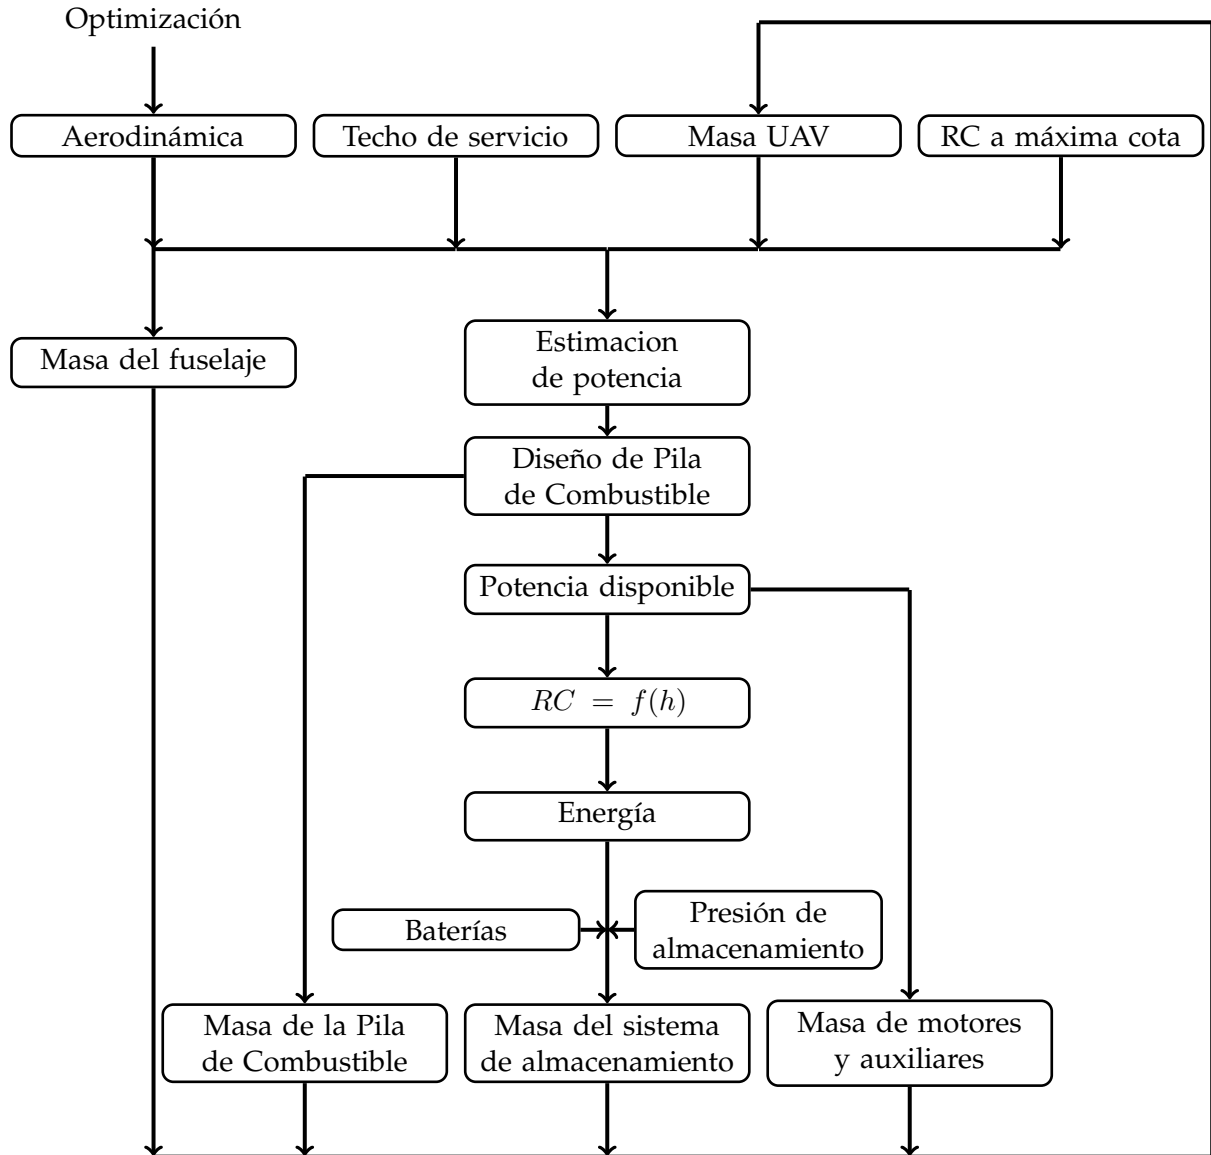 Optimización
Aerodinámica
Techo de servicio
Masa UAV
RC a máxima cota
Masa del fuselaje
Estimacion
de potencia
Diseño de Pila
de Combustible
Potencia disponible
RC = f(h)
Energía
Baterías
Presión de
almacenamiento
Masa de la Pila
de Combustible
Masa del sistema
de almacenamiento
Masa de motores
y auxiliares